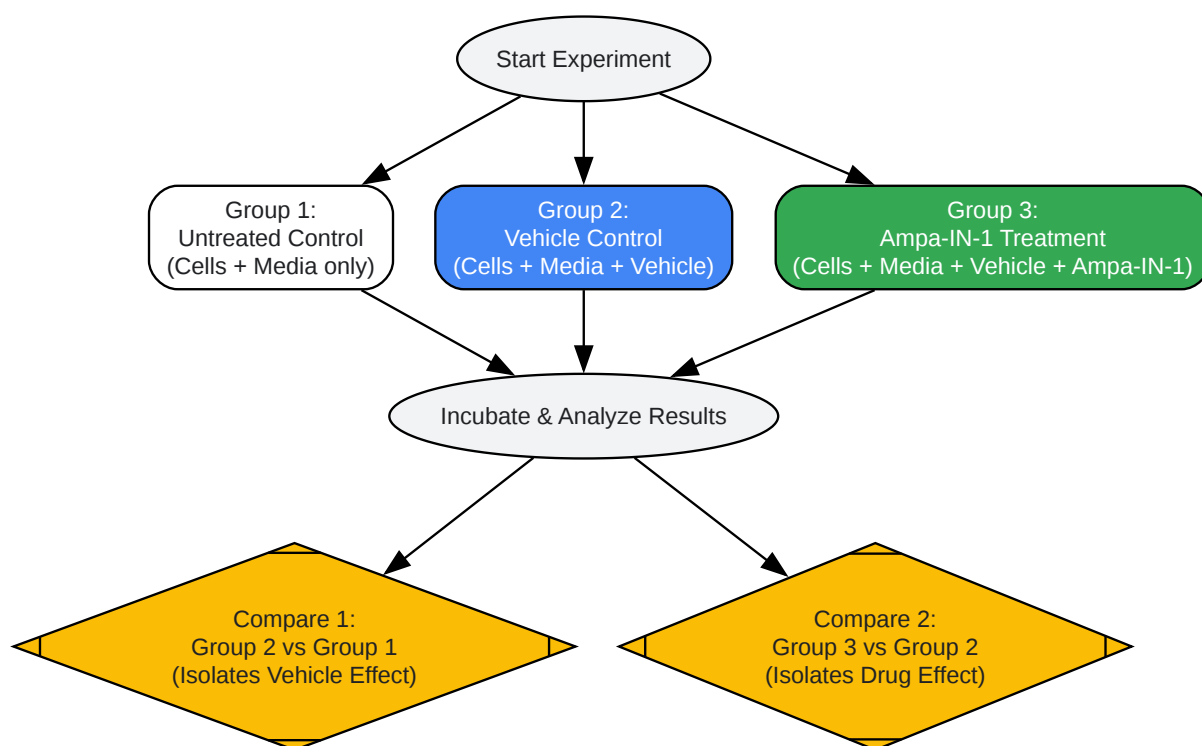 Start Experiment
Group 1:
Untreated Control
(Cells + Media only)
Group 2:
Vehicle Control
(Cells + Media + Vehicle)
Group 3:
Ampa-IN-1 Treatment
(Cells + Media + Vehicle + Ampa-IN-1)
Incubate & Analyze Results
Compare 1:
Group 2 vs Group 1
(Isolates Vehicle Effect)
Compare 2:
Group 3 vs Group 2
(Isolates Drug Effect)